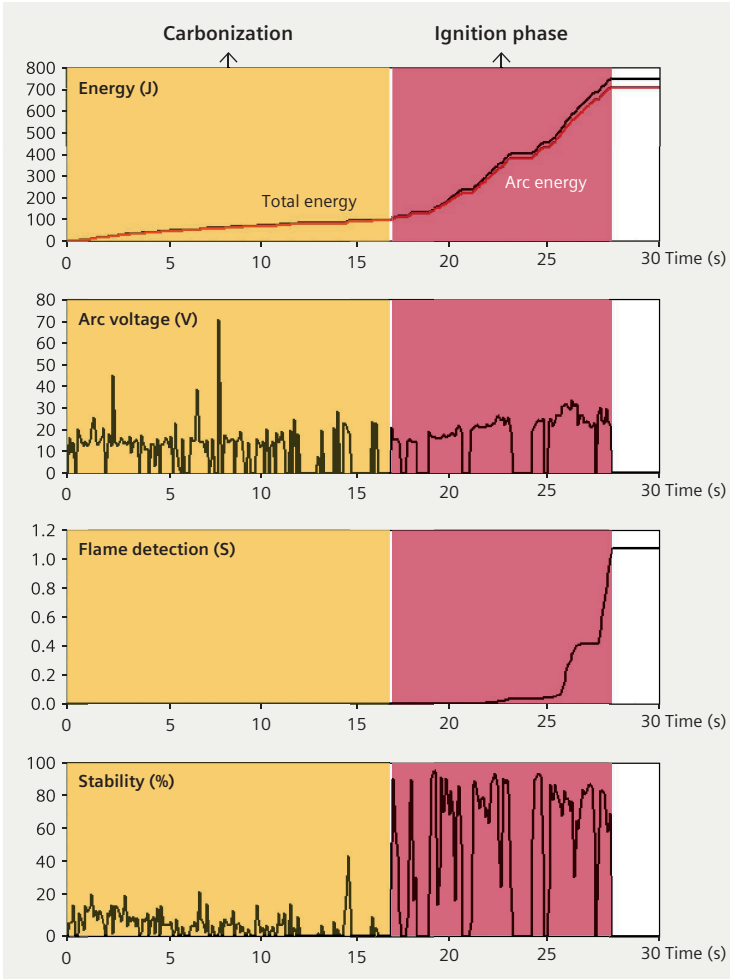 Carbonization Ignition phase
800
Energy (J)
700
600
500
400
300
Total energy
Arc energy
200
100
0
0 5 10 15 20 25 30 Time (s)
80
Arc voltage (V)
70
60
50
40
30
20
10
0
0 5 10 15 20 25 30 Time (s)
1.2
Flame detection (S)
1.0
0.8
0.6
0.4
0.2
0.0
0 5 10 15 20 25 30 Time (s)
100
Stability (%)
80
60
40
20
0
0 5 10 15 20 25 30 Time (s)